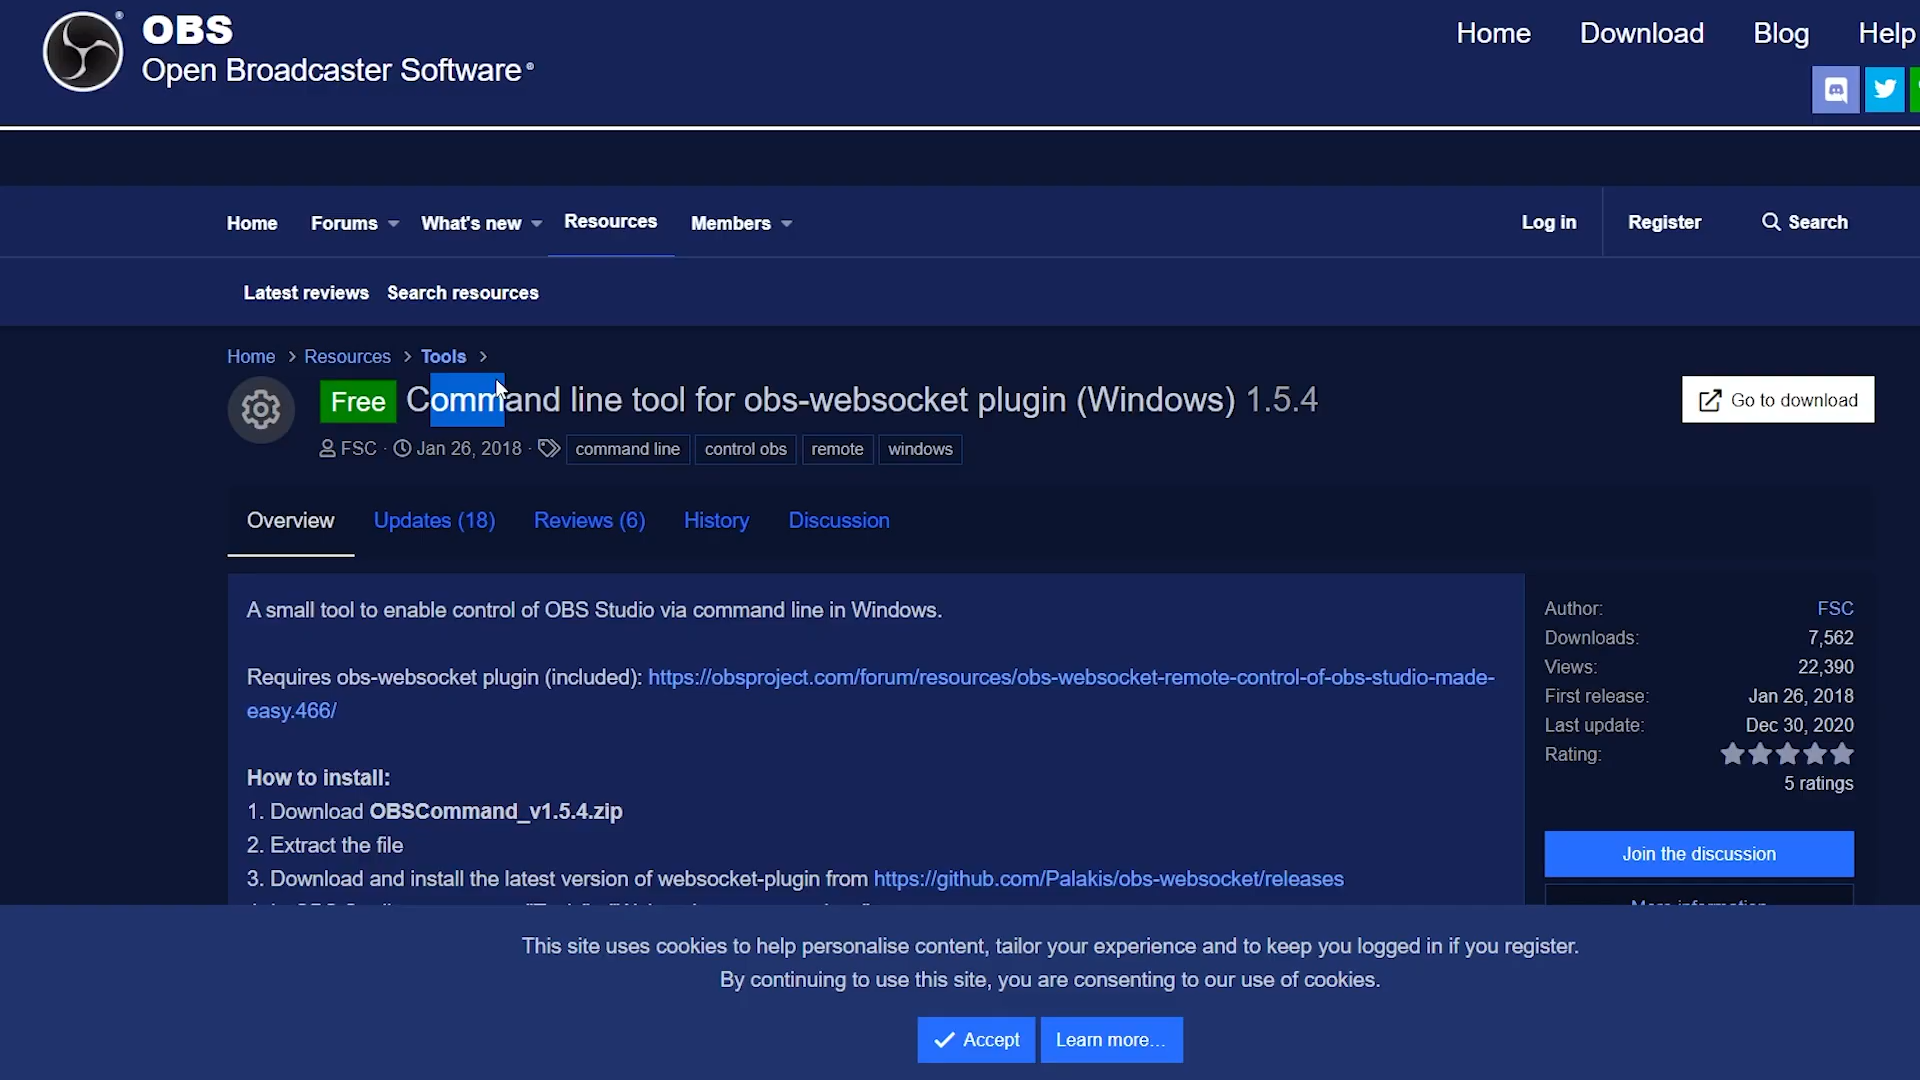 OBS
Open Broadcaster Software®
Home Download Blog Help
Home Forums What's new Resources Members Log in Register Search
Latest reviews Search resources
Home > Resources > Tools >
Free Command line tool for obs-websocket plugin (Windows) 1.5.4
Go to download
FSC · Jan 26, 2018 · command line control obs remote windows
Overview Updates (18) Reviews (6) History Discussion
A small tool to enable control of OBS Studio via command line in Windows.
Requires obs-websocket plugin (included): https://obsproject.com/forum/resources/obs-websocket-remote-control-of-obs-studio-made-
easy.466/
How to install:
1. Download OBSCommand_v1.5.4.zip
2. Extract the file
3. Download and install the latest version of websocket-plugin from https://github.com/Palakis/obs-websocket/releases
Author: FSC
Downloads: 7,562
Views: 22,390
First release: Jan 26, 2018
Last update: Dec 30, 2020
Rating:
5 ratings
Join the discussion
More information
This site uses cookies to help personalise content, tailor your experience and to keep you logged in if you register.
By continuing to use this site, you are consenting to our use of cookies.
Accept Learn more…